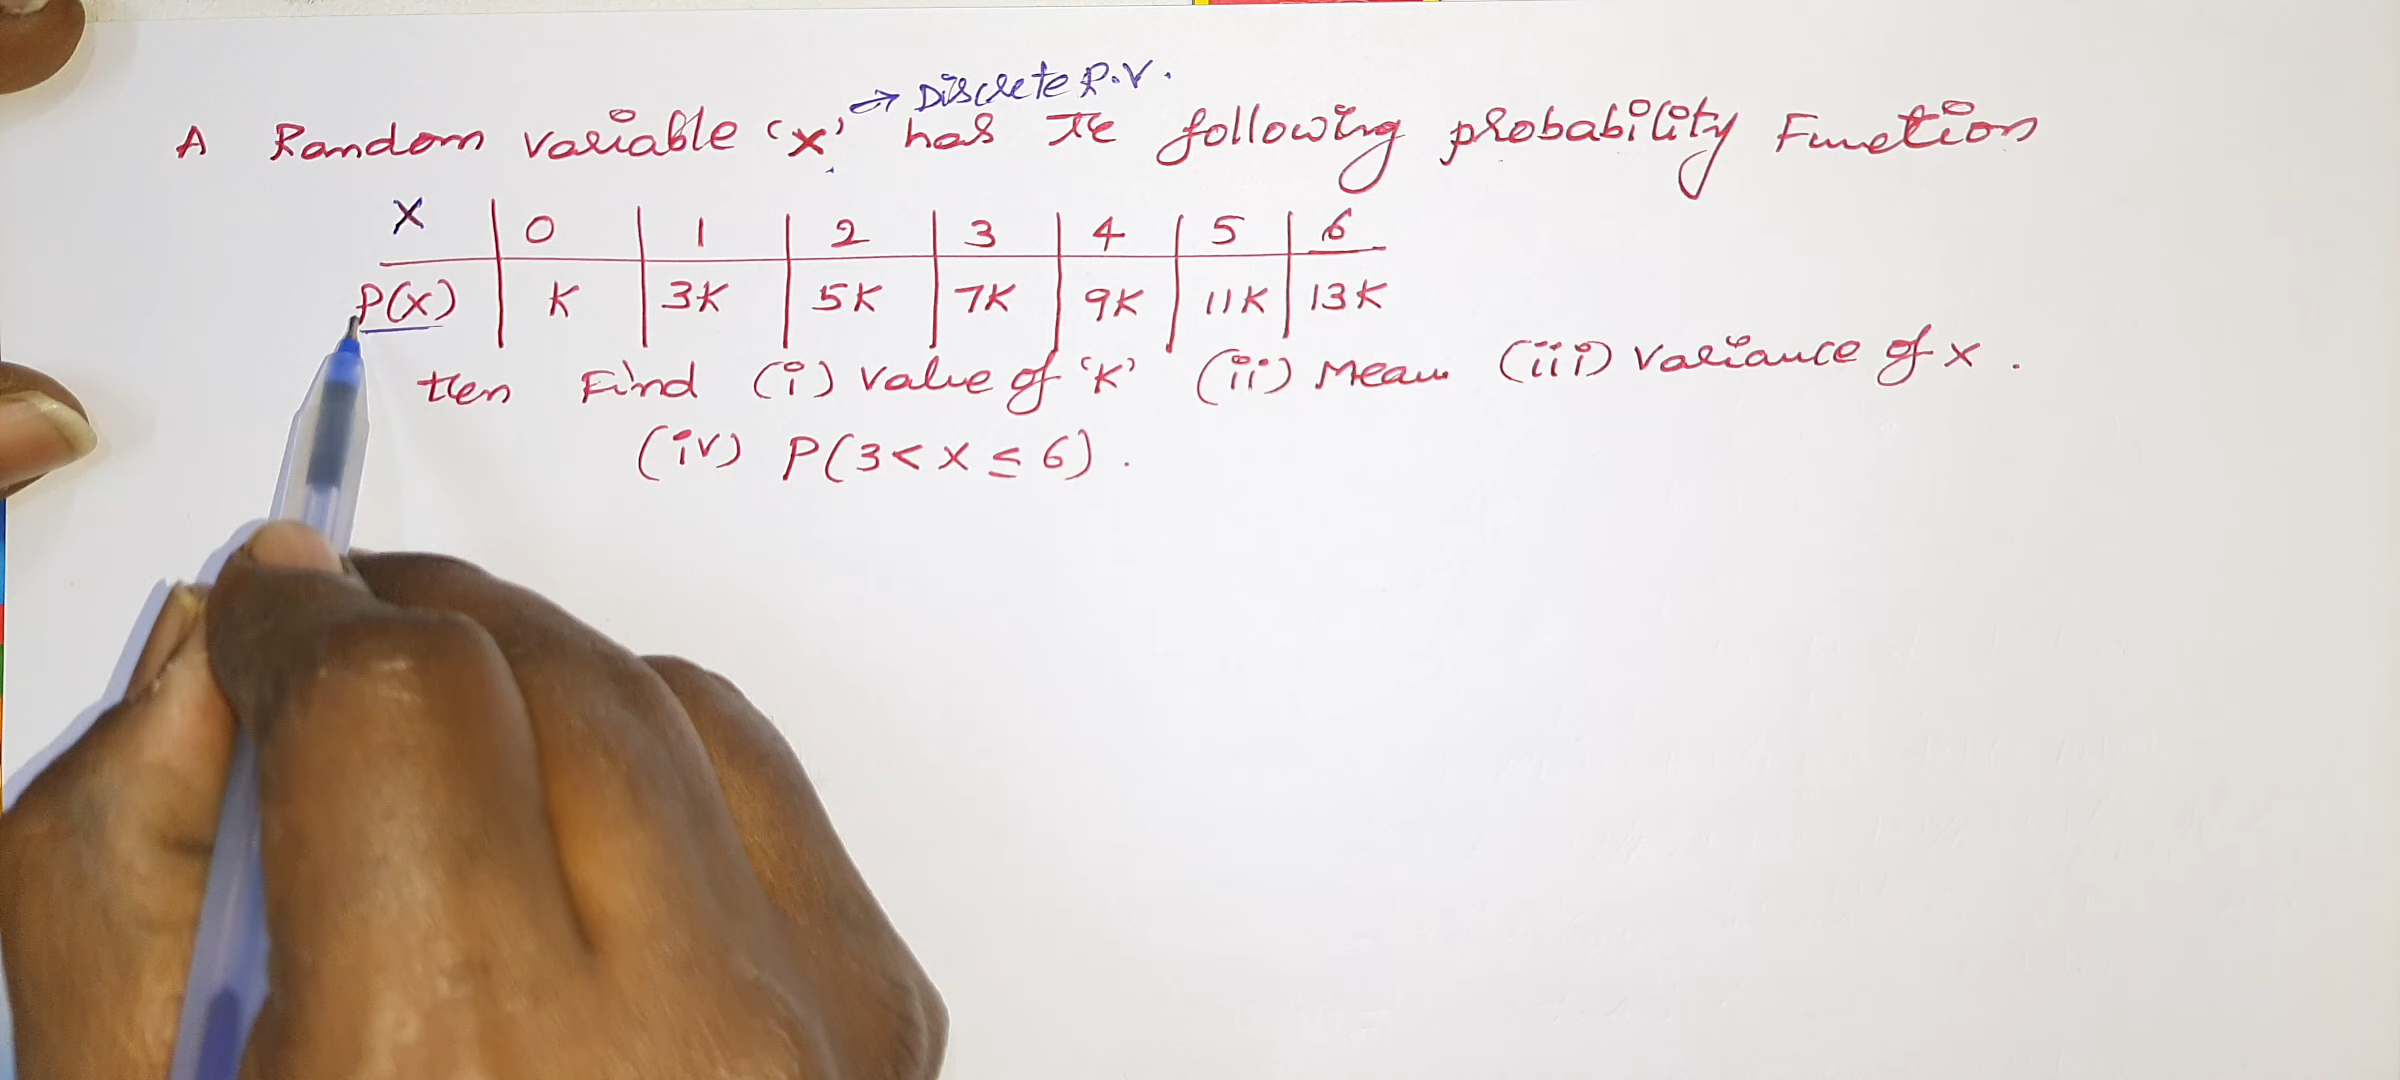 → Discrete R.V.
A Random variable 'x' has the following probability Function
X | 0 | 1 | 2 | 3 | 4 | 5 | 6
P(x) | K | 3K | 5K | 7K | 9K | 11K | 13K
then Find (i) value of 'K' (ii) Mean (iii) variance of x.
(iv) P(3 < x ≤ 6).